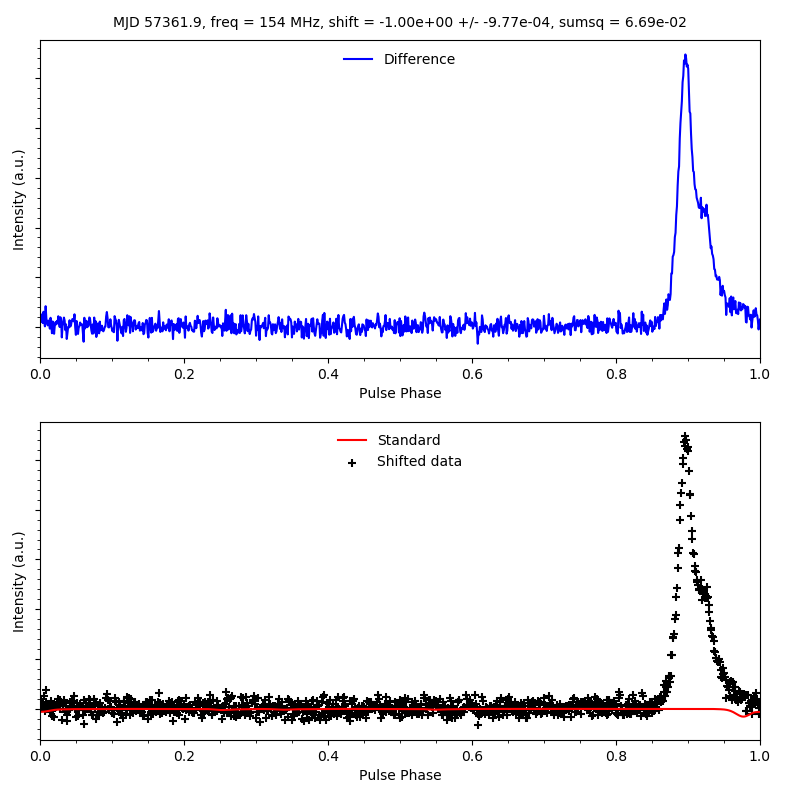 MJD 57361.9, freq = 154 MHz, shift = -1.00e+00 +/- -9.77e-04, sumsq = 6.69e-02
Difference
Intensity (a.u.)
0.0 0.2 0.4 0.6 0.8 1.0
Pulse Phase
Standard
Shifted data
Intensity (a.u.)
0.0 0.2 0.4 0.6 0.8 1.0
Pulse Phase